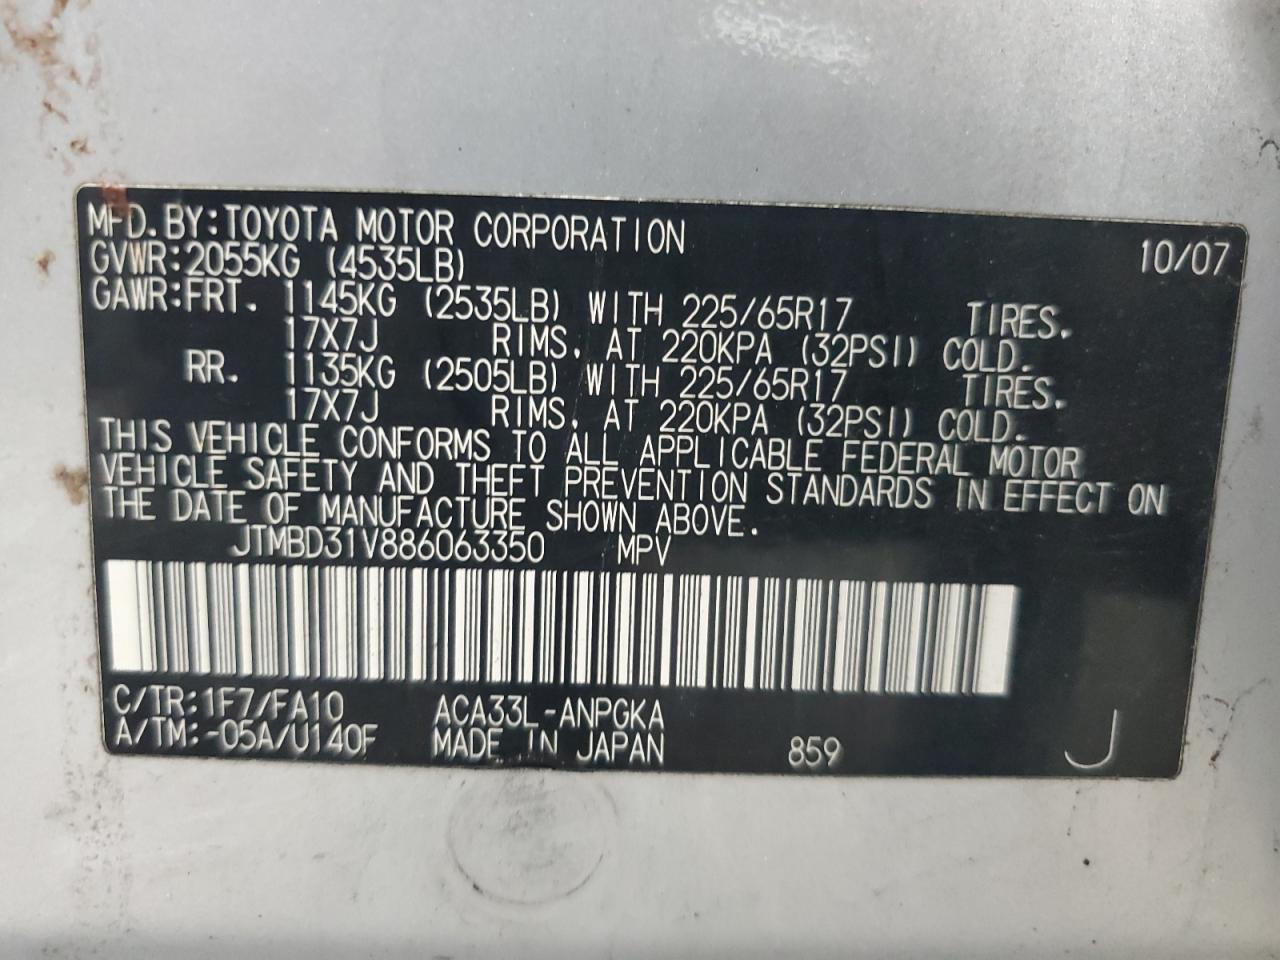 MFD.BY:TOYOTA MOTOR CORPORATION 10/07
GVWR:2055KG (4535LB)
GAWR:FRT. 1145KG (2535LB) WITH 225/65R17 TIRES.
17X7J RIMS, AT 220KPA (32PSI) COLD.
RR. 1135KG (2505LB) WITH 225/65R17 TIRES.
17X7J RIMS, AT 220KPA (32PSI) COLD.
THIS VEHICLE CONFORMS TO ALL APPLICABLE FEDERAL MOTOR
VEHICLE SAFETY AND THEFT PREVENTION STANDARDS IN EFFECT ON
THE DATE OF MANUFACTURE SHOWN ABOVE.
JTMBD31V886063350 MPV
C/TR:1F7/FA10 ACA33L-ANPGKA
A/TM:-05A/U140F MADE IN JAPAN 859 J